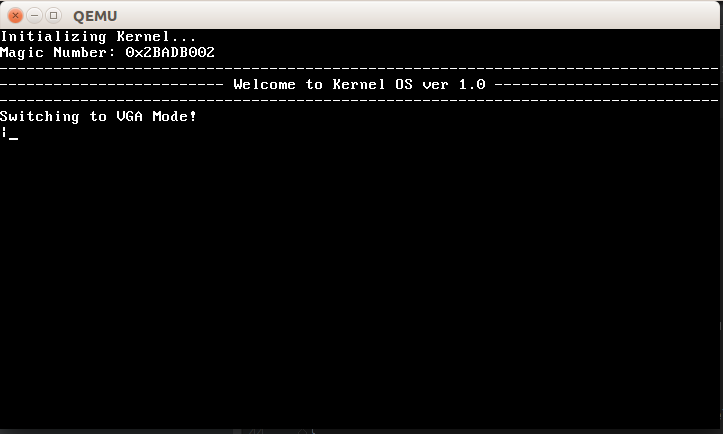 QEMU
Initializing Kernel...
Magic Number: 0x2BADB002
--------------------------------------------------------------------------------
------------------------- Welcome to Kernel OS ver 1.0 -------------------------
--------------------------------------------------------------------------------
Switching to VGA Mode!
¦_